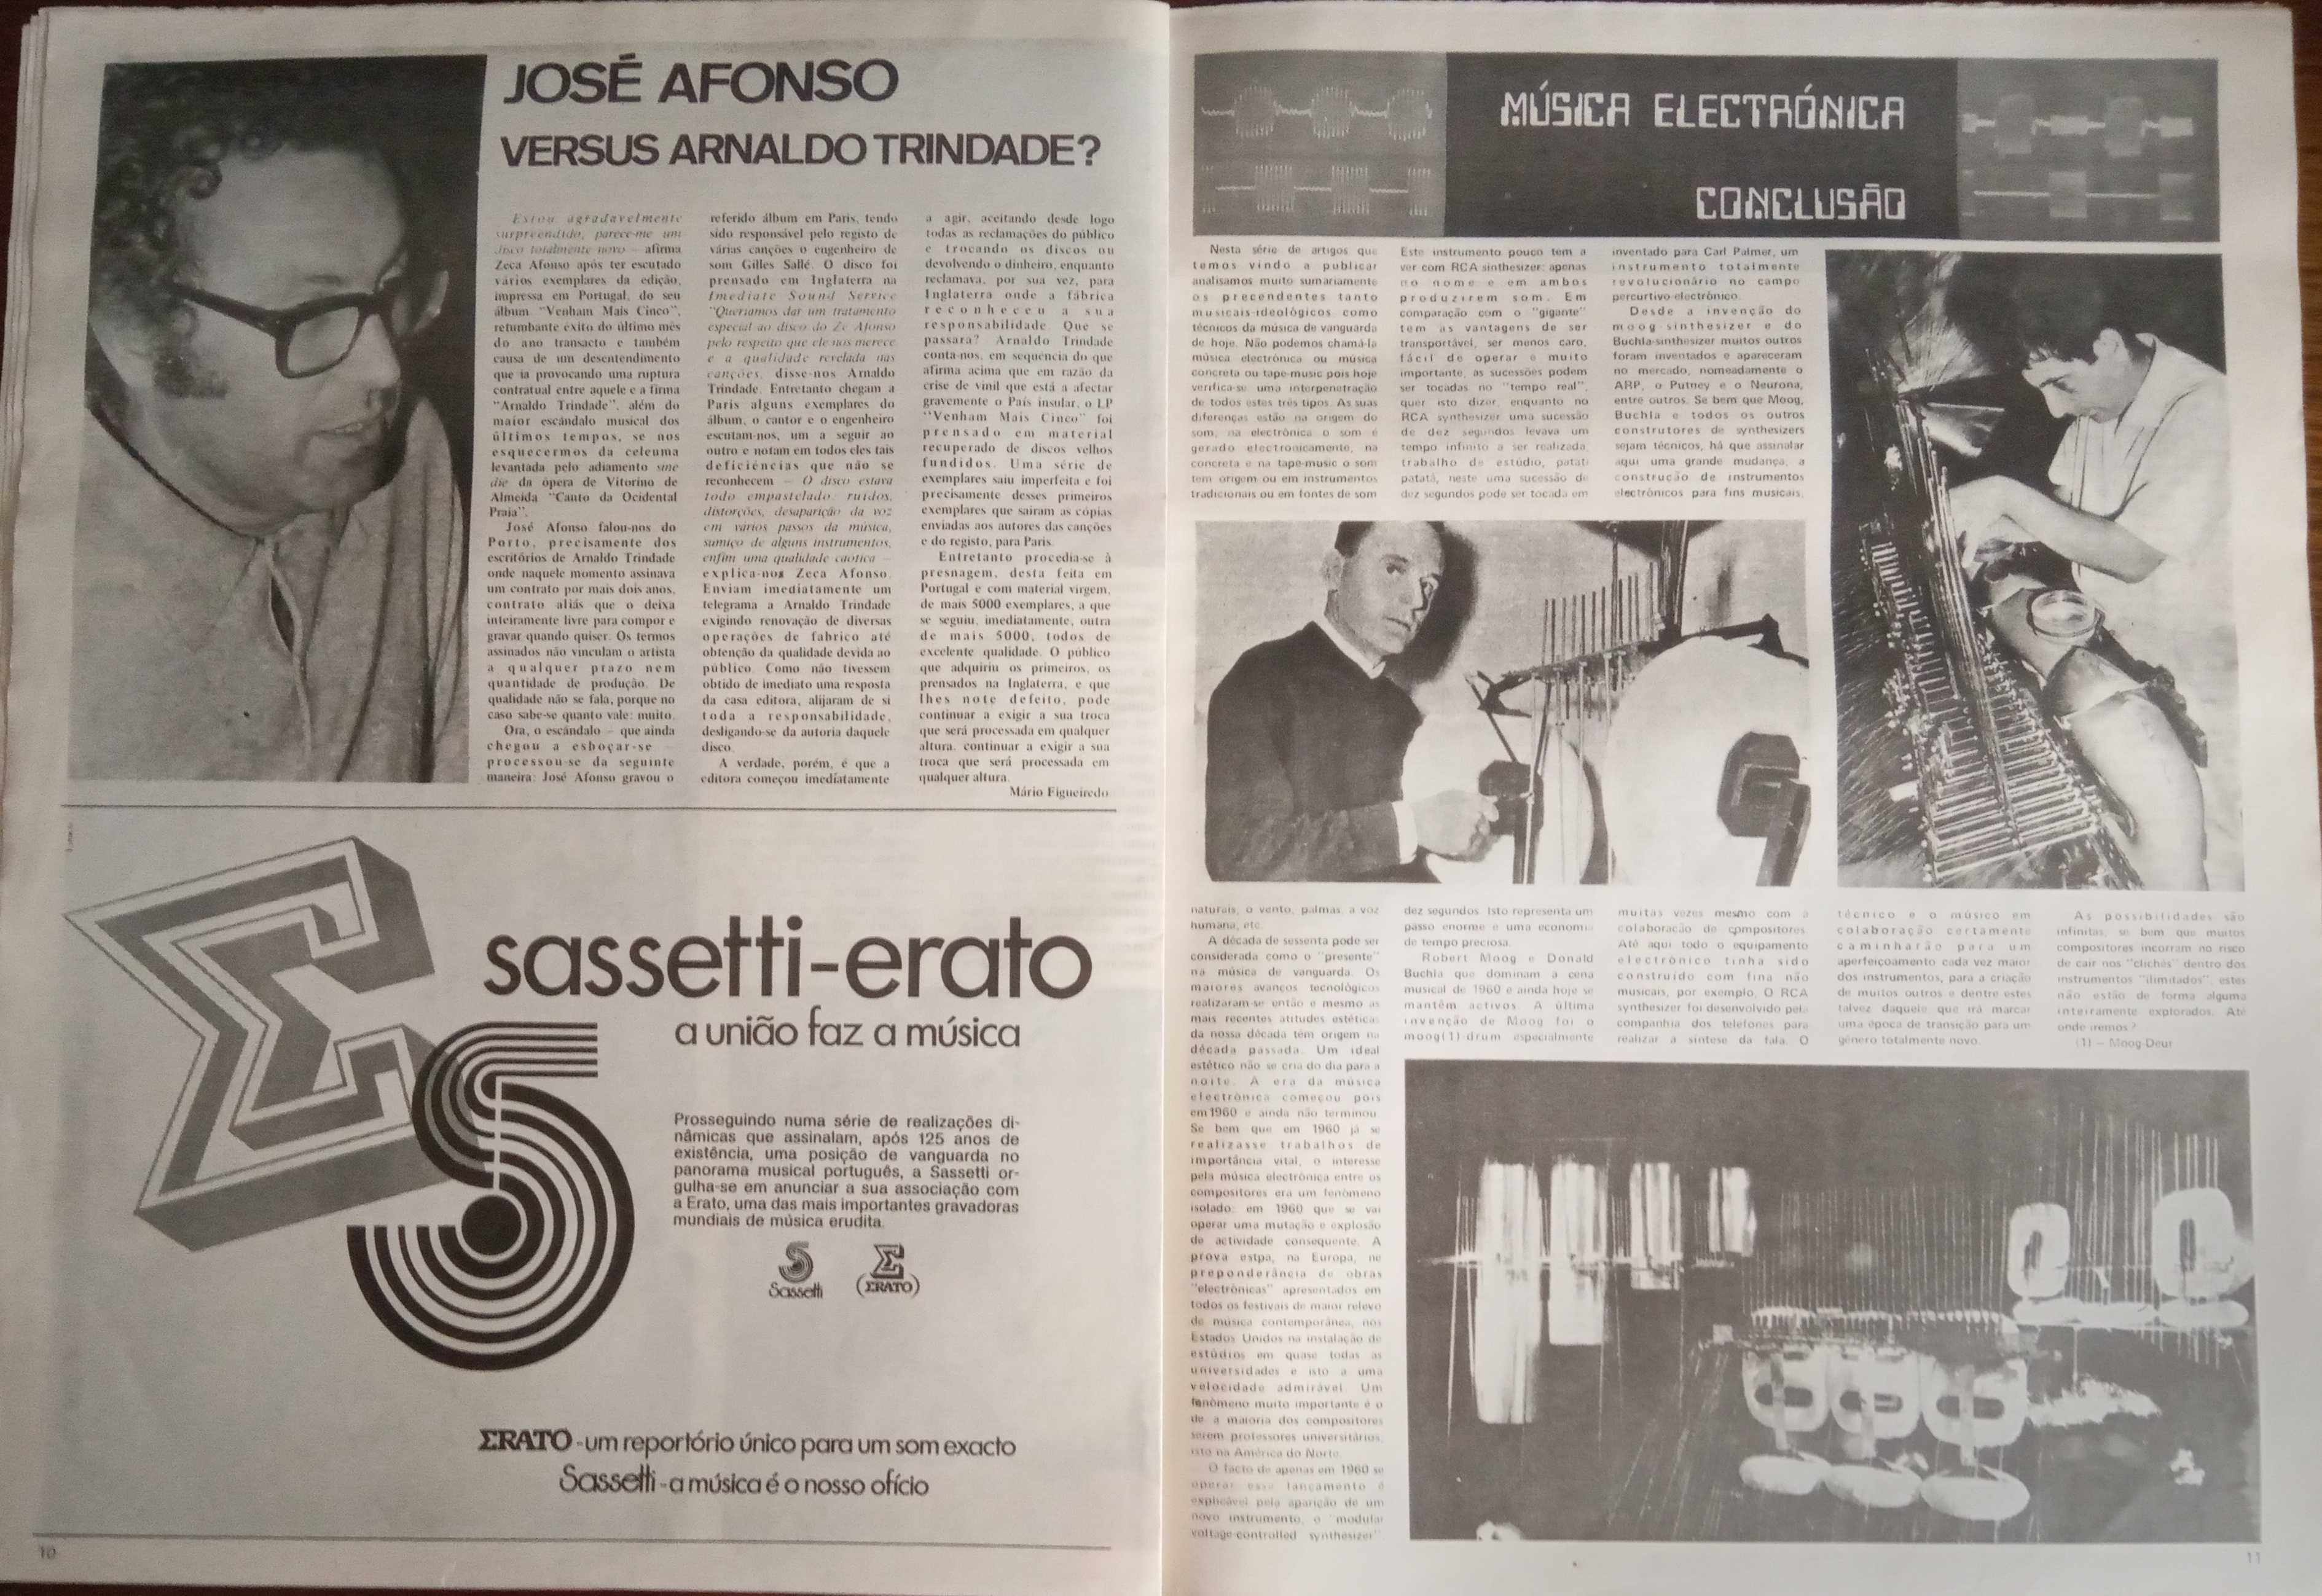 JOSÉ AFONSO
VERSUS ARNALDO TRINDADE?
Estou agradavelmente
surpreendido, parece-me um
disco totalmente novo – afirma
Zeca Afonso após ter escutado
vários exemplares da edição,
impressa em Portugal, do seu
álbum "Venham Mais Cinco",
retumbante êxito do último mês
do ano transacto e também
causa de um desentendimento
que ia provocando uma ruptura
contratual entre aquele e a firma
"Arnaldo Trindade", além do
maior escândalo musical dos
últimos tempos, se nos
esquecermos da celeuma
levantada pelo adiamento sine
die da ópera de Vitorino de
Almeida "Canto da Ocidental
Praia".
José Afonso falou-nos do
Porto, precisamente dos
escritórios de Arnaldo Trindade
onde naquele momento assinava
um contrato por mais dois anos,
contrato aliás que o deixa
inteiramente livre para compor e
gravar quando quiser. Os termos
assinados não vinculam o artista
a qualquer prazo nem
quantidade de produção. De
qualidade não se fala, porque no
caso sabe-se quanto vale: muito.
Ora, o escândalo – que ainda
chegou a esboçar-se –
processou-se da seguinte
maneira: José Afonso gravou o
referido álbum em Paris, tendo
sido responsável pelo registo de
várias canções o engenheiro de
som Gilles Sallé. O disco foi
prensado em Inglaterra na
Imediate Sound Service
"Queríamos dar um tratamento
especial ao disco do Zé Afonso
pelo respeito que ele nos merece
e a qualidade revelada nas
canções, disse-nos Arnaldo
Trindade. Entretanto chegam a
Paris alguns exemplares do
álbum, o cantor e o engenheiro
escutam-nos, um a seguir ao
outro e notam em todos eles tais
deficiências que não se
reconhecem – O disco estava
todo empastelado, ruídos,
distorções, desaparição da voz
em vários passos da música,
sumiço de alguns instrumentos,
enfim uma qualidade caótica –
explica-nos Zeca Afonso.
Enviam imediatamente um
telegrama a Arnaldo Trindade
exigindo renovação de diversas
operações de fabrico até
obtenção da qualidade devida ao
público. Como não tivessem
obtido de imediato uma resposta
da casa editora, alijaram de si
toda a responsabilidade,
desligando-se da autoria daquele
disco.
A verdade, porém, é que a
editora começou imediatamente
a agir, aceitando desde logo
todas as reclamações do público
e trocando os discos ou
devolvendo o dinheiro, enquanto
reclamava, por sua vez, para
Inglaterra onde a fábrica
reconheceu a sua
responsabilidade. Que se
passara? Arnaldo Trindade
conta-nos, em sequência do que
afirma acima que em razão da
crise de vinil que está a afectar
gravemente o País insular, o LP
"Venham Mais Cinco" foi
prensado em material
recuperado de discos velhos
fundidos. Uma série de
exemplares saiu imperfeita e foi
precisamente desses primeiros
exemplares que saíram as cópias
enviadas aos autores das canções
e do registo, para Paris.
Entretanto procedia-se à
presnagem, desta feita em
Portugal e com material virgem,
de mais 5000 exemplares, a que
se seguiu, imediatamente, outra
de mais 5000, todos de
excelente qualidade. O público
que adquiriu os primeiros, os
prensados na Inglaterra, e que
lhes note defeito, pode
continuar a exigir a sua troca
que será processada em qualquer
altura. continuar a exigir a sua
troca que será processada em
qualquer altura.
Mário Figueiredo
sassetti-erato
a união faz a música
Prosseguindo numa série de realizações di-
nâmicas que assinalam, após 125 anos de
existência, uma posição de vanguarda no
panorama musical português, a Sassetti or-
gulha-se em anunciar a sua associação com
a Erato, uma das mais importantes gravadoras
mundiais de música erudita.
Sassetti
(ΣRATO)
ΣRATO - um reportório único para um som exacto
Sassetti - a música é o nosso ofício
10
MÚSICA ELECTRÓNICA
CONCLUSÃO
Nesta série de artigos que
temos vindo a publicar
analisamos muito sumariamente
os precendentes tanto
musicais-ideológicos como
técnicos da música de vanguarda
de hoje. Não podemos chamá-la
música electrónica ou música
concreta ou tape-music pois hoje
verifica-se uma interpenetração
de todos estes três tipos. As suas
diferenças estão na origem do
som, na electrónica o som é
gerado electronicamente, na
concreta e na tape-music o som
tem origem ou em instrumentos
tradicionais ou em fontes de som
naturais, o vento, palmas a voz
humana, etc.
A década de sessenta pode ser
considerada como o "presente"
na música de vanguarda. Os
maiores avanços tecnológicos
realizaram-se então e mesmo as
mais recentes atitudes estéticas
da nossa década têm origem na
década passada. Um ideal
estético não se cria do dia para a
noite. A era da música
electrónica começou pois
em 1960 e ainda não terminou.
Se bem que em 1960 já se
realizasse trabalhos de
importância vital, o interesse
pela música electrónica entre os
compositores era um fenómeno
isolado; em 1960 que se vai
operar uma mutação e explosão
de actividade consequente. A
prova estpa, na Europa, ne
preponderância de obras
"electrónicas" apresentados em
todos os festivais de maior relevo
de música contemporânea, nos
Estados Unidos na instalação de
estúdios em quase todas as
universidades e isto a uma
velocidade admirável. Um
fenómeno muito importante é o
de a maioria dos compositores
serem professores universitários,
isto na América do Norte.
O facto de apenas em 1960 se
operar esse lançamento é
explicável pela aparição de um
novo instrumento, o "modular
voltage-controlled synthesizer"
Este instrumento pouco tem a
ver com RCA sinthesizer: apenas
no nome e em ambos
produzirem som. Em
comparação com o "gigante"
tem as vantagens de ser
transportável, ser menos caro,
fácil de operar e muito
importante, as sucessões podem
ser tocadas no "tempo real",
quer isto dizer, enquanto no
RCA synthesizer uma sucessão
de dez segundos levava um
tempo infinito a ser realizada,
trabalho de estúdio, patati
patatá, neste uma sucessão de
dez segundos pode ser tocada em
dez segundos. Isto representa um
passo enorme e uma economia
de tempo preciosa.
Robert Moog e Donald
Buchla que dominam a cena
musical de 1960 e ainda hoje se
mantêm activos. A última
invenção de Moog foi o
moog(1)-drum especialmente
inventado para Carl Palmer, um
instrumento totalmente
revolucionário no campo
percurtivo-electrónico.
Desde a invenção do
moog sinthesizer e do
Buchla-sinthesizer muitos outros
foram inventados e apareceram
no mercado, nomeadamente o
ARP, o Putney e o Neurona,
entre outros. Se bem que Moog,
Buchla e todos os outros
construtores de synthesizers
sejam técnicos, há que assinalar
aqui uma grande mudança, a
construção de instrumentos
electrónicos para fins musicais,
muitas vezes mesmo com a
colaboração de compositores.
Até aqui todo o equipamento
electrónico tinha sido
construído com fina não
musicais, por exemplo, O RCA
synthesizer foi desenvolvido pela
companhia dos telefones para
realizar a síntese da fala. O
técnico e o músico em
colaboração certamente
caminharão para um
aperfeiçoamento cada vez maior
dos instrumentos, para a criação
de muitos outros e dentre estes
talvez daquele que irá marcar
uma época de transição para um
género totalmente novo.
As possibilidades são
infinitas, se bem que muitos
compositores incorram no risco
de cair nos "clichés" dentro dos
instrumentos "ilimitados", estes
não estão de forma alguma
inteiramente explorados. Até
onde iremos?
(1) – Moog-Deut
11